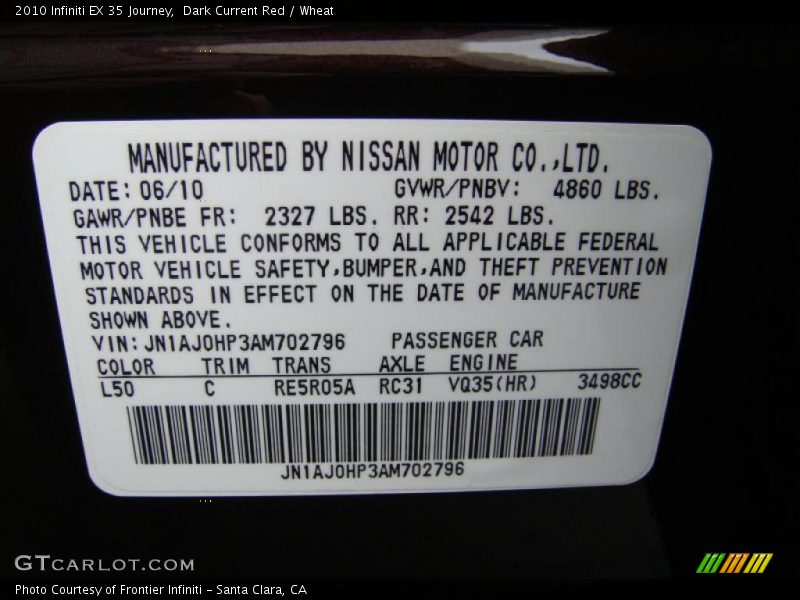 2010 Infiniti EX 35 Journey,  Dark Current Red / Wheat
MANUFACTURED BY NISSAN MOTOR CO.,LTD.
DATE: 06/10 GVWR/PNBV: 4860 LBS.
GAWR/PNBE FR: 2327 LBS. RR: 2542 LBS.
THIS VEHICLE CONFORMS TO ALL APPLICABLE FEDERAL
MOTOR VEHICLE SAFETY,BUMPER,AND THEFT PREVENTION
STANDARDS IN EFFECT ON THE DATE OF MANUFACTURE
SHOWN ABOVE.
VIN:JN1AJ0HP3AM702796 PASSENGER CAR
COLOR TRIM TRANS AXLE ENGINE
L50 C RE5R05A RC31 VQ35(HR) 3498CC
JN1AJ0HP3AM702796
GTCARLOT.COM
Photo Courtesy of Frontier Infiniti - Santa Clara, CA